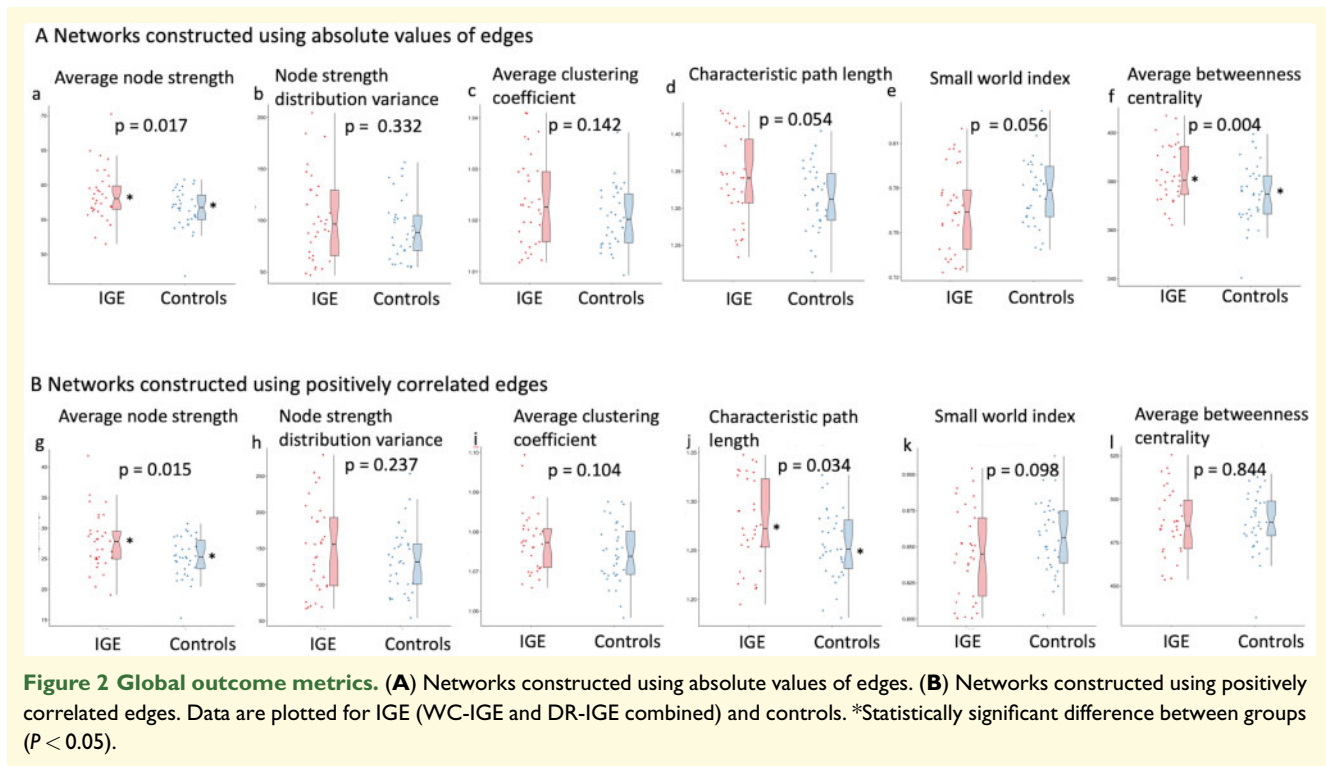 A Networks constructed using absolute values of edges
Average node strength
Node strength
distribution variance
Average clustering
coefficient
Characteristic path length
Small world index
Average betweenness
centrality
a
b
c
d
e
f
p = 0.017
p = 0.332
p = 0.142
p = 0.054
p = 0.056
p = 0.004
*
*
*
*
IGE Controls
IGE Controls
IGE Controls
IGE Controls
IGE Controls
IGE Controls
B Networks constructed using positively correlated edges
Average node strength
Node strength
distribution variance
Average clustering
coefficient
Characteristic path
length
Small world index
Average betweenness
centrality
g
h
i
j
k
l
p = 0.015
p = 0.237
p = 0.104
p = 0.034
p = 0.098
p = 0.844
*
*
*
*
IGE Controls
IGE Controls
IGE Controls
IGE Controls
IGE Controls
IGE Controls
Figure 2 Global outcome metrics. (A) Networks constructed using absolute values of edges. (B) Networks constructed using positively
correlated edges. Data are plotted for IGE (WC-IGE and DR-IGE combined) and controls. *Statistically significant difference between groups
(P < 0.05).